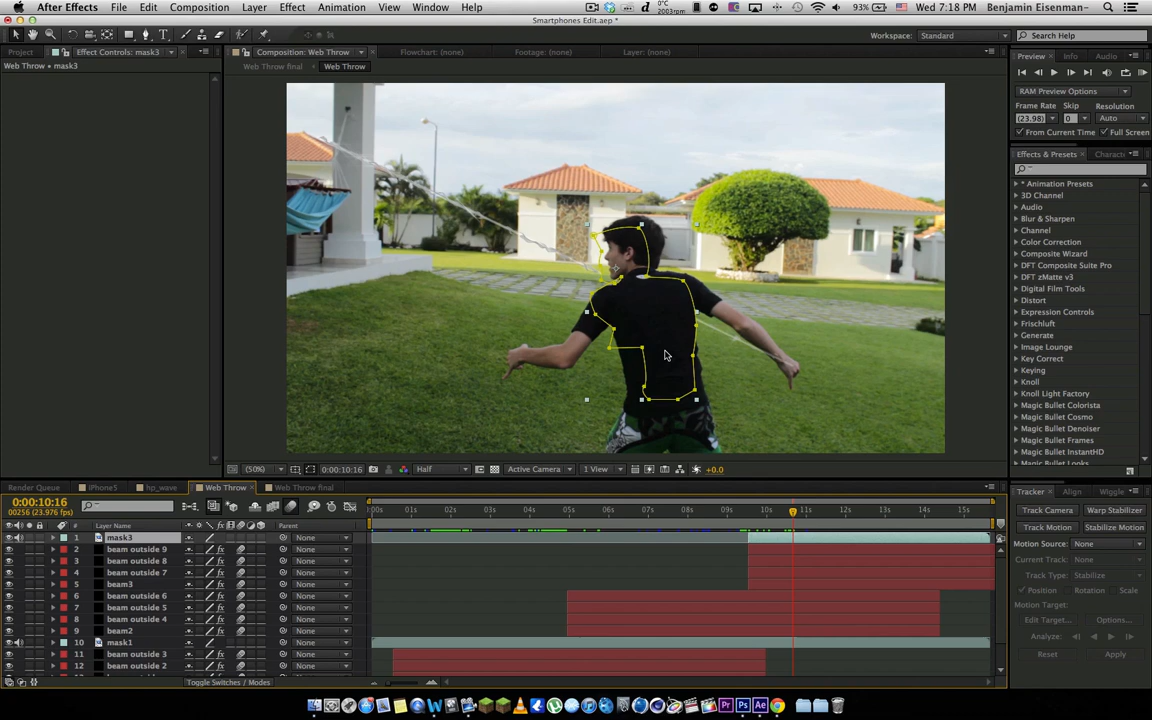 After Effects File Edit Composition Layer Effect Animation View Window Help
0°C
2003rpm
93% Wed 7:18 PM Benjamin Eisenman
Smartphones Edit.aep *
Workspace: Standard
Search Help
Project Effect Controls: mask3
Composition: Web Throw
Flowchart: (none)
Footage: (none)
Layer: (none)
Web Throw • mask3
Web Throw final
Web Throw
Preview Info Audio
RAM Preview Options
Frame Rate Skip Resolution
(23.98) 0 Auto
From Current Time Full Screen
Effects & Presets Charact
* Animation Presets
3D Channel
Audio
Blur & Sharpen
Channel
Color Correction
Composite Wizard
DFT Composite Suite Pro
DFT zMatte v3
Digital Film Tools
Distort
Expression Controls
Frischluft
Generate
Image Lounge
Key Correct
Keying
Knoll
Knoll Light Factory
Magic Bullet Colorista
Magic Bullet Cosmo
Magic Bullet Denoiser
Magic Bullet Frames
Magic Bullet InstantHD
Magic Bullet Looks
(50%) 0:00:10:16 Half Active Camera 1 View +0.0
Render Queue iPhone5 hp_wave Web Throw Web Throw final
0:00:10:16
00256 (23.976 fps)
:00s 01s 02s 03s 04s 05s 06s 07s 08s 09s 10s 11s 12s 13s 14s 15s
# Layer Name Parent
1 mask3 None
2 beam outside 9 None
3 beam outside 8 None
4 beam outside 7 None
5 beam3 None
6 beam outside 6 None
7 beam outside 5 None
8 beam outside 4 None
9 beam2 None
10 mask1 None
11 beam outside 3 None
12 beam outside 2 None
Toggle Switches / Modes
Tracker Align Wiggle
Track Camera Warp Stabilizer
Track Motion Stabilize Motion
Motion Source: None
Current Track: None
Track Type: Stabilize
Position Rotation Scale
Motion Target:
Edit Target... Options...
Analyze:
Reset Apply